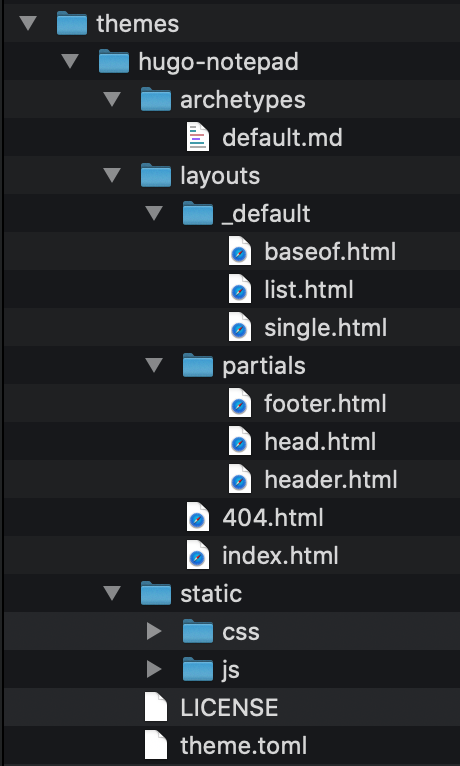 themes
hugo-notepad
archetypes
default.md
layouts
_default
baseof.html
list.html
single.html
partials
footer.html
head.html
header.html
404.html
index.html
static
css
js
LICENSE
theme.toml